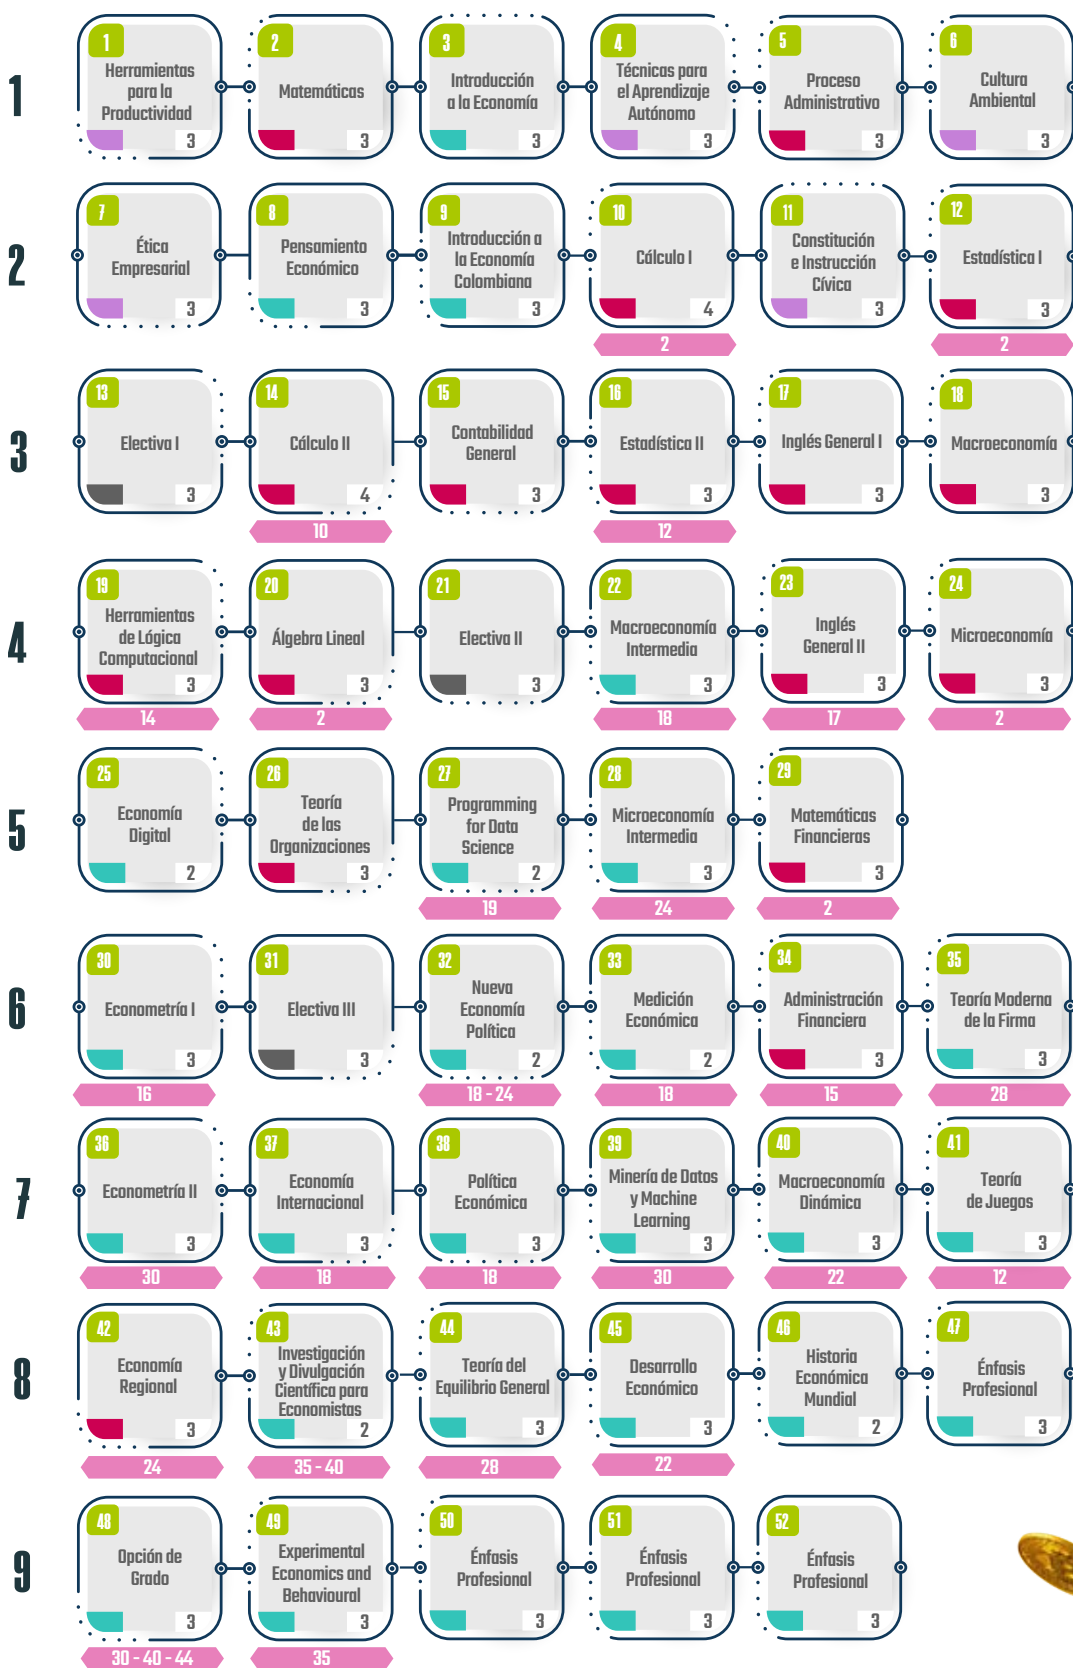 1
1
Herramientas
para la
Productividad
3
2
Matemáticas
3
3
Introducción
a la Economía
3
4
Técnicas para
el Aprendizaje
Autónomo
3
5
Proceso
Administrativo
3
6
Cultura
Ambiental
3
2
7
Ética
Empresarial
3
8
Pensamiento
Económico
3
9
Introducción a
la Economía
Colombiana
3
10
Cálculo I
4
2
11
Constitución
e Instrucción
Cívica
3
12
Estadística I
3
2
3
13
Electiva I
3
14
Cálculo II
4
10
15
Contabilidad
General
3
16
Estadística II
3
12
17
Inglés General I
3
18
Macroeconomía
3
4
19
Herramientas
de Lógica
Computacional
3
14
20
Álgebra Lineal
3
2
21
Electiva II
3
22
Macroeconomía
Intermedia
3
18
23
Inglés
General II
3
17
24
Microeconomía
3
2
5
25
Economía
Digital
2
26
Teoría
de las
Organizaciones
3
27
Programming
for Data
Science
2
19
28
Microeconomía
Intermedia
3
24
29
Matemáticas
Financieras
3
2
6
30
Econometría I
3
16
31
Electiva III
3
32
Nueva
Economía
Política
2
18 - 24
33
Medición
Económica
2
18
34
Administración
Financiera
3
15
35
Teoría Moderna
de la Firma
3
28
7
36
Econometría II
3
30
37
Economía
Internacional
3
18
38
Política
Económica
3
18
39
Minería de Datos
y Machine
Learning
3
30
40
Macroeconomía
Dinámica
3
22
41
Teoría
de Juegos
3
12
8
42
Economía
Regional
3
24
43
Investigación
y Divulgación
Científica para
Economistas
2
35 - 40
44
Teoría del
Equilibrio General
3
28
45
Desarrollo
Económico
3
22
46
Historia
Económica
Mundial
2
47
Énfasis
Profesional
3
9
48
Opción de
Grado
3
30 - 40 - 44
49
Experimental
Economics and
Behavioural
3
35
50
Énfasis
Profesional
3
51
Énfasis
Profesional
3
52
Énfasis
Profesional
3